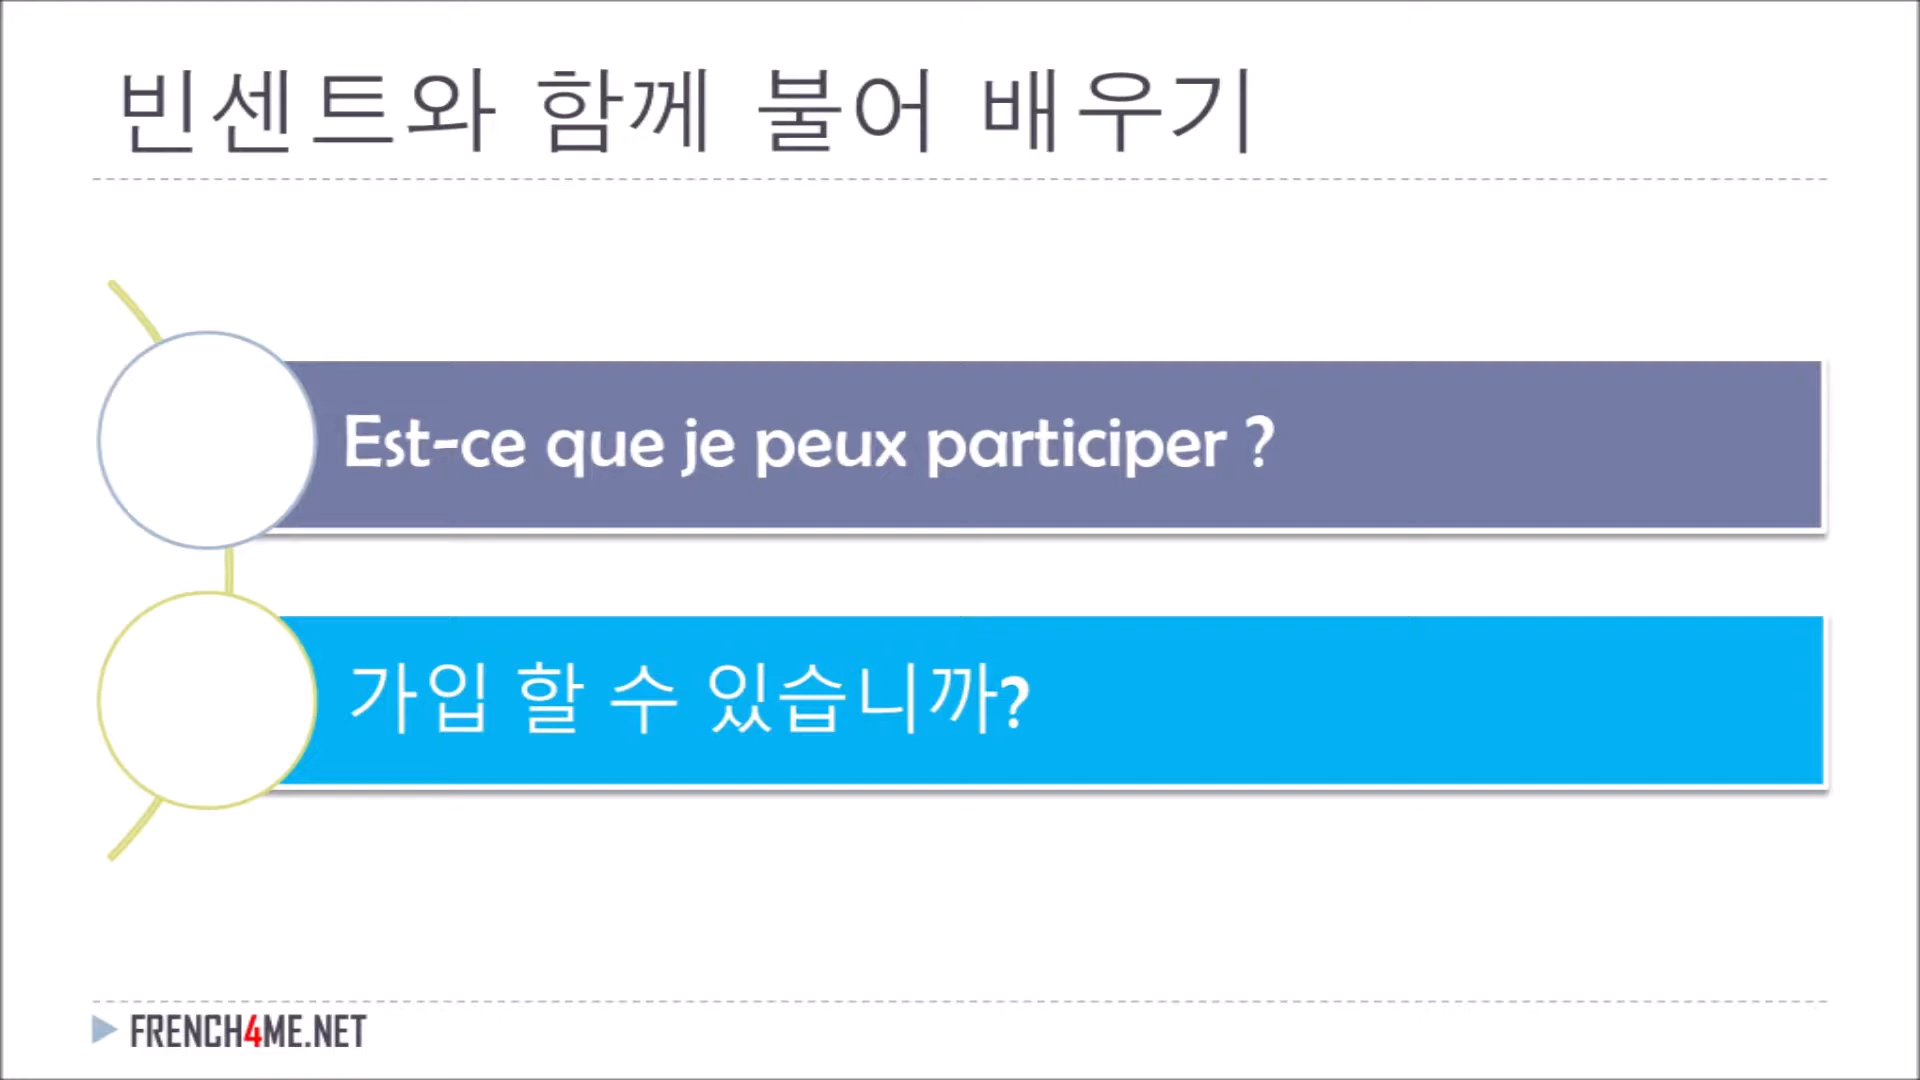 빈센트와 함께 불어 배우기
Est-ce que je peux participer ?
가입 할 수 있습니까?
FRENCH4ME.NET